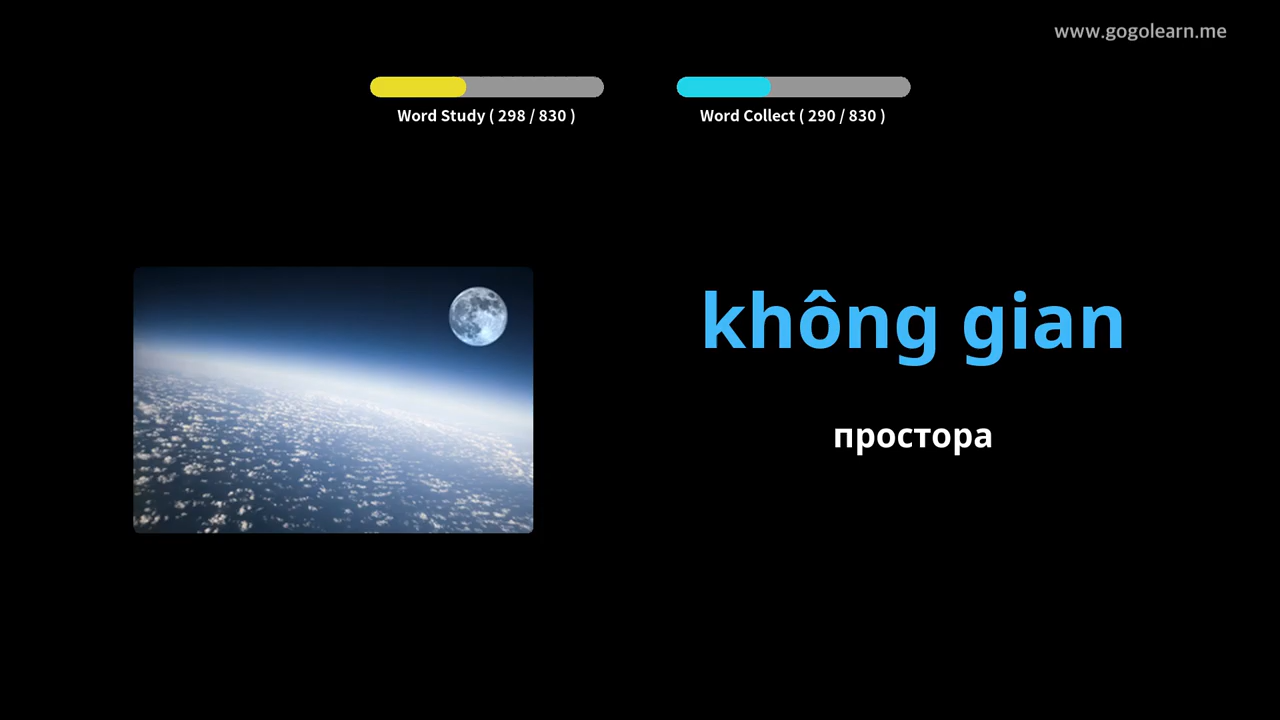 www.gogolearn.me
Word Study ( 298 / 830 )
Word Collect ( 290 / 830 )
không gian
простора